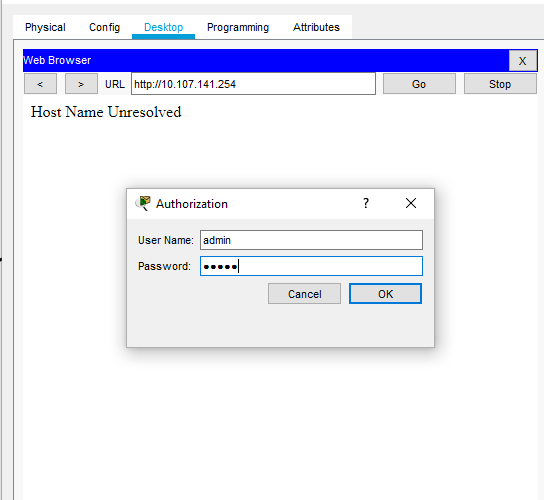 Physical Config Desktop Programming Attributes
Web Browser X
< > URL http://10.107.141.254 Go Stop
Host Name Unresolved
Authorization ?
User Name: admin
Password: ●●●●●
Cancel OK